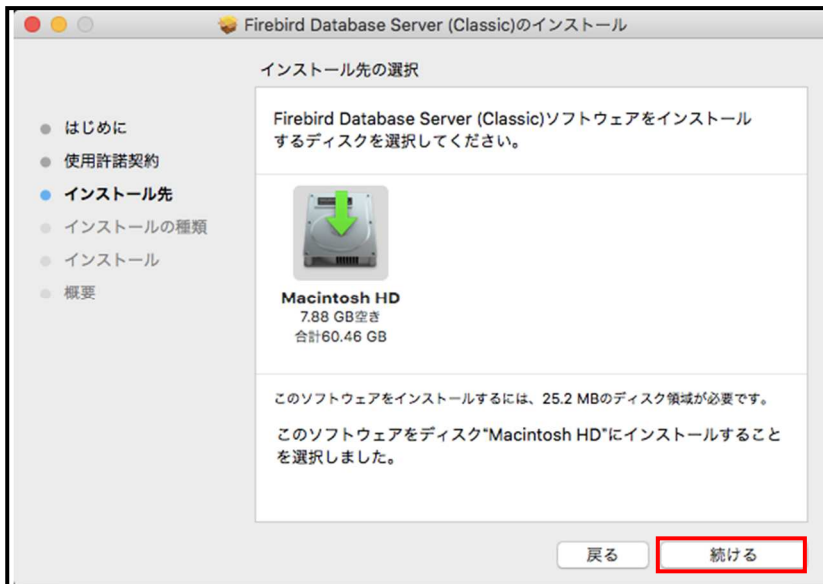 Firebird Database Server (Classic)のインストール
インストール先の選択
はじめに
使用許諾契約
インストール先
インストールの種類
インストール
概要
Firebird Database Server (Classic)ソフトウェアをインストール
するディスクを選択してください。
Macintosh HD
7.88 GB空き
合計60.46 GB
このソフトウェアをインストールするには、25.2 MBのディスク領域が必要です。
このソフトウェアをディスク“Macintosh HD”にインストールすること
を選択しました。
戻る
続ける